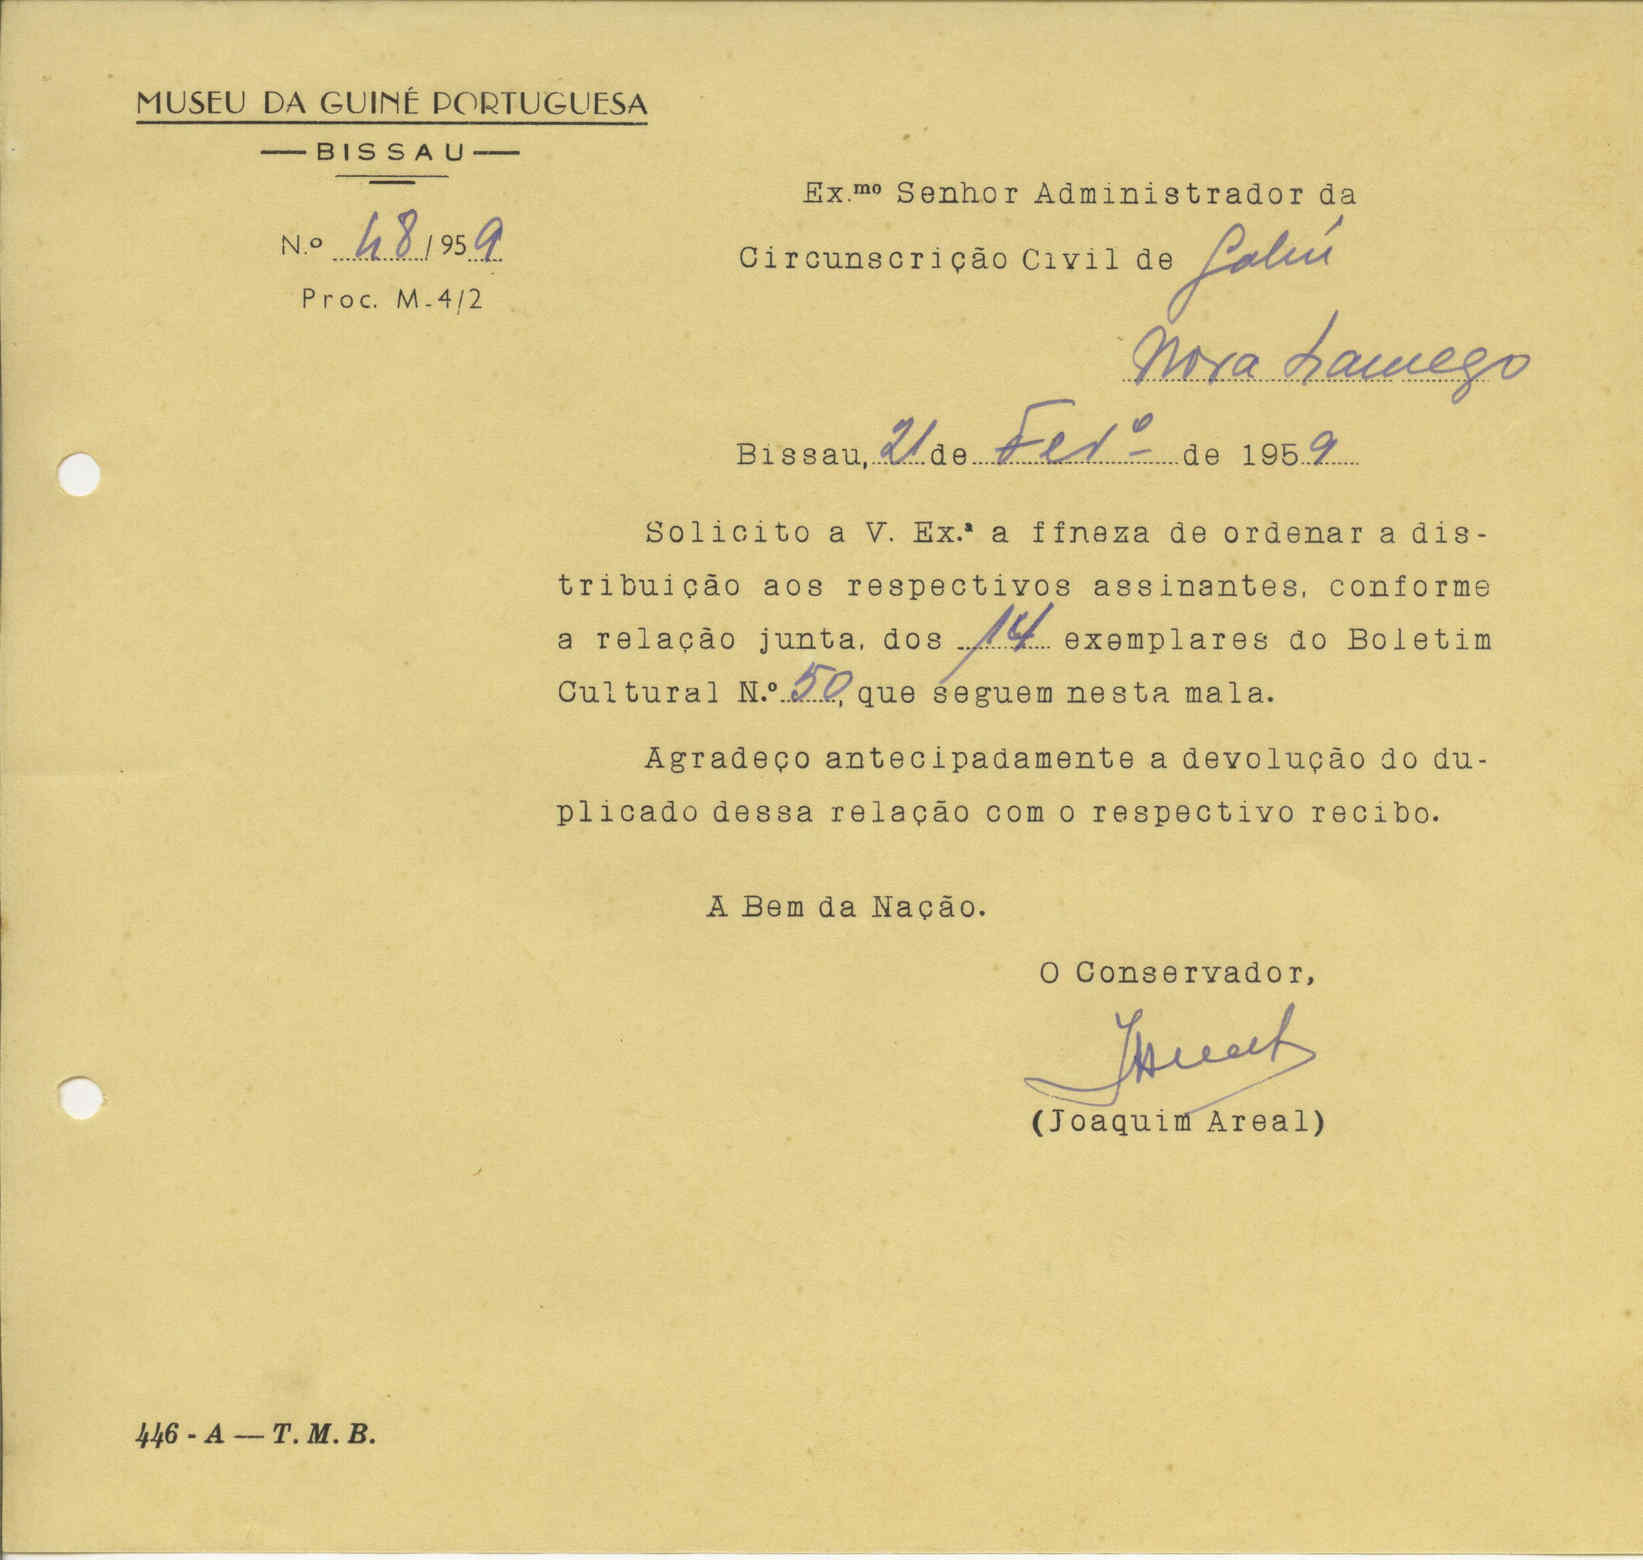 MUSEU DA GUINÉ PORTUGUESA
— BISSAU —
N.º 48/959
Proc. M-4/2
Ex.mo Senhor Administrador da
Circunscrição Civil de Gabú
Nova Lamego
Bissau, 21 de Fevº de 1959
Solicito a V. Ex.ª a ffneza de ordenar a dis-
tribuição aos respectivos assinantes, conforme
a relação junta, dos 14 exemplares do Boletim
Cultural N.º 50, que seguem nesta mala.
Agradeço antecipadamente a devolução do du-
plicado dessa relação com o respectivo recibo.
A Bem da Nação.
O Conservador,
(Joaquim Areal)
446 - A — T. M. B.